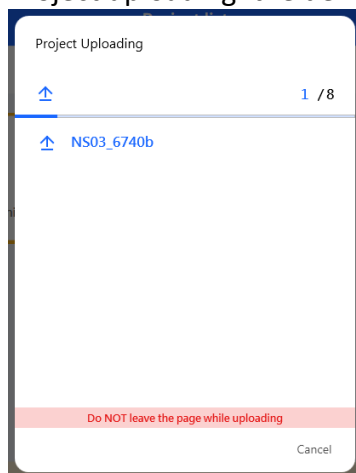 Project Uploading
1 / 8
NS03_6740b
Do NOT leave the page while uploading
Cancel